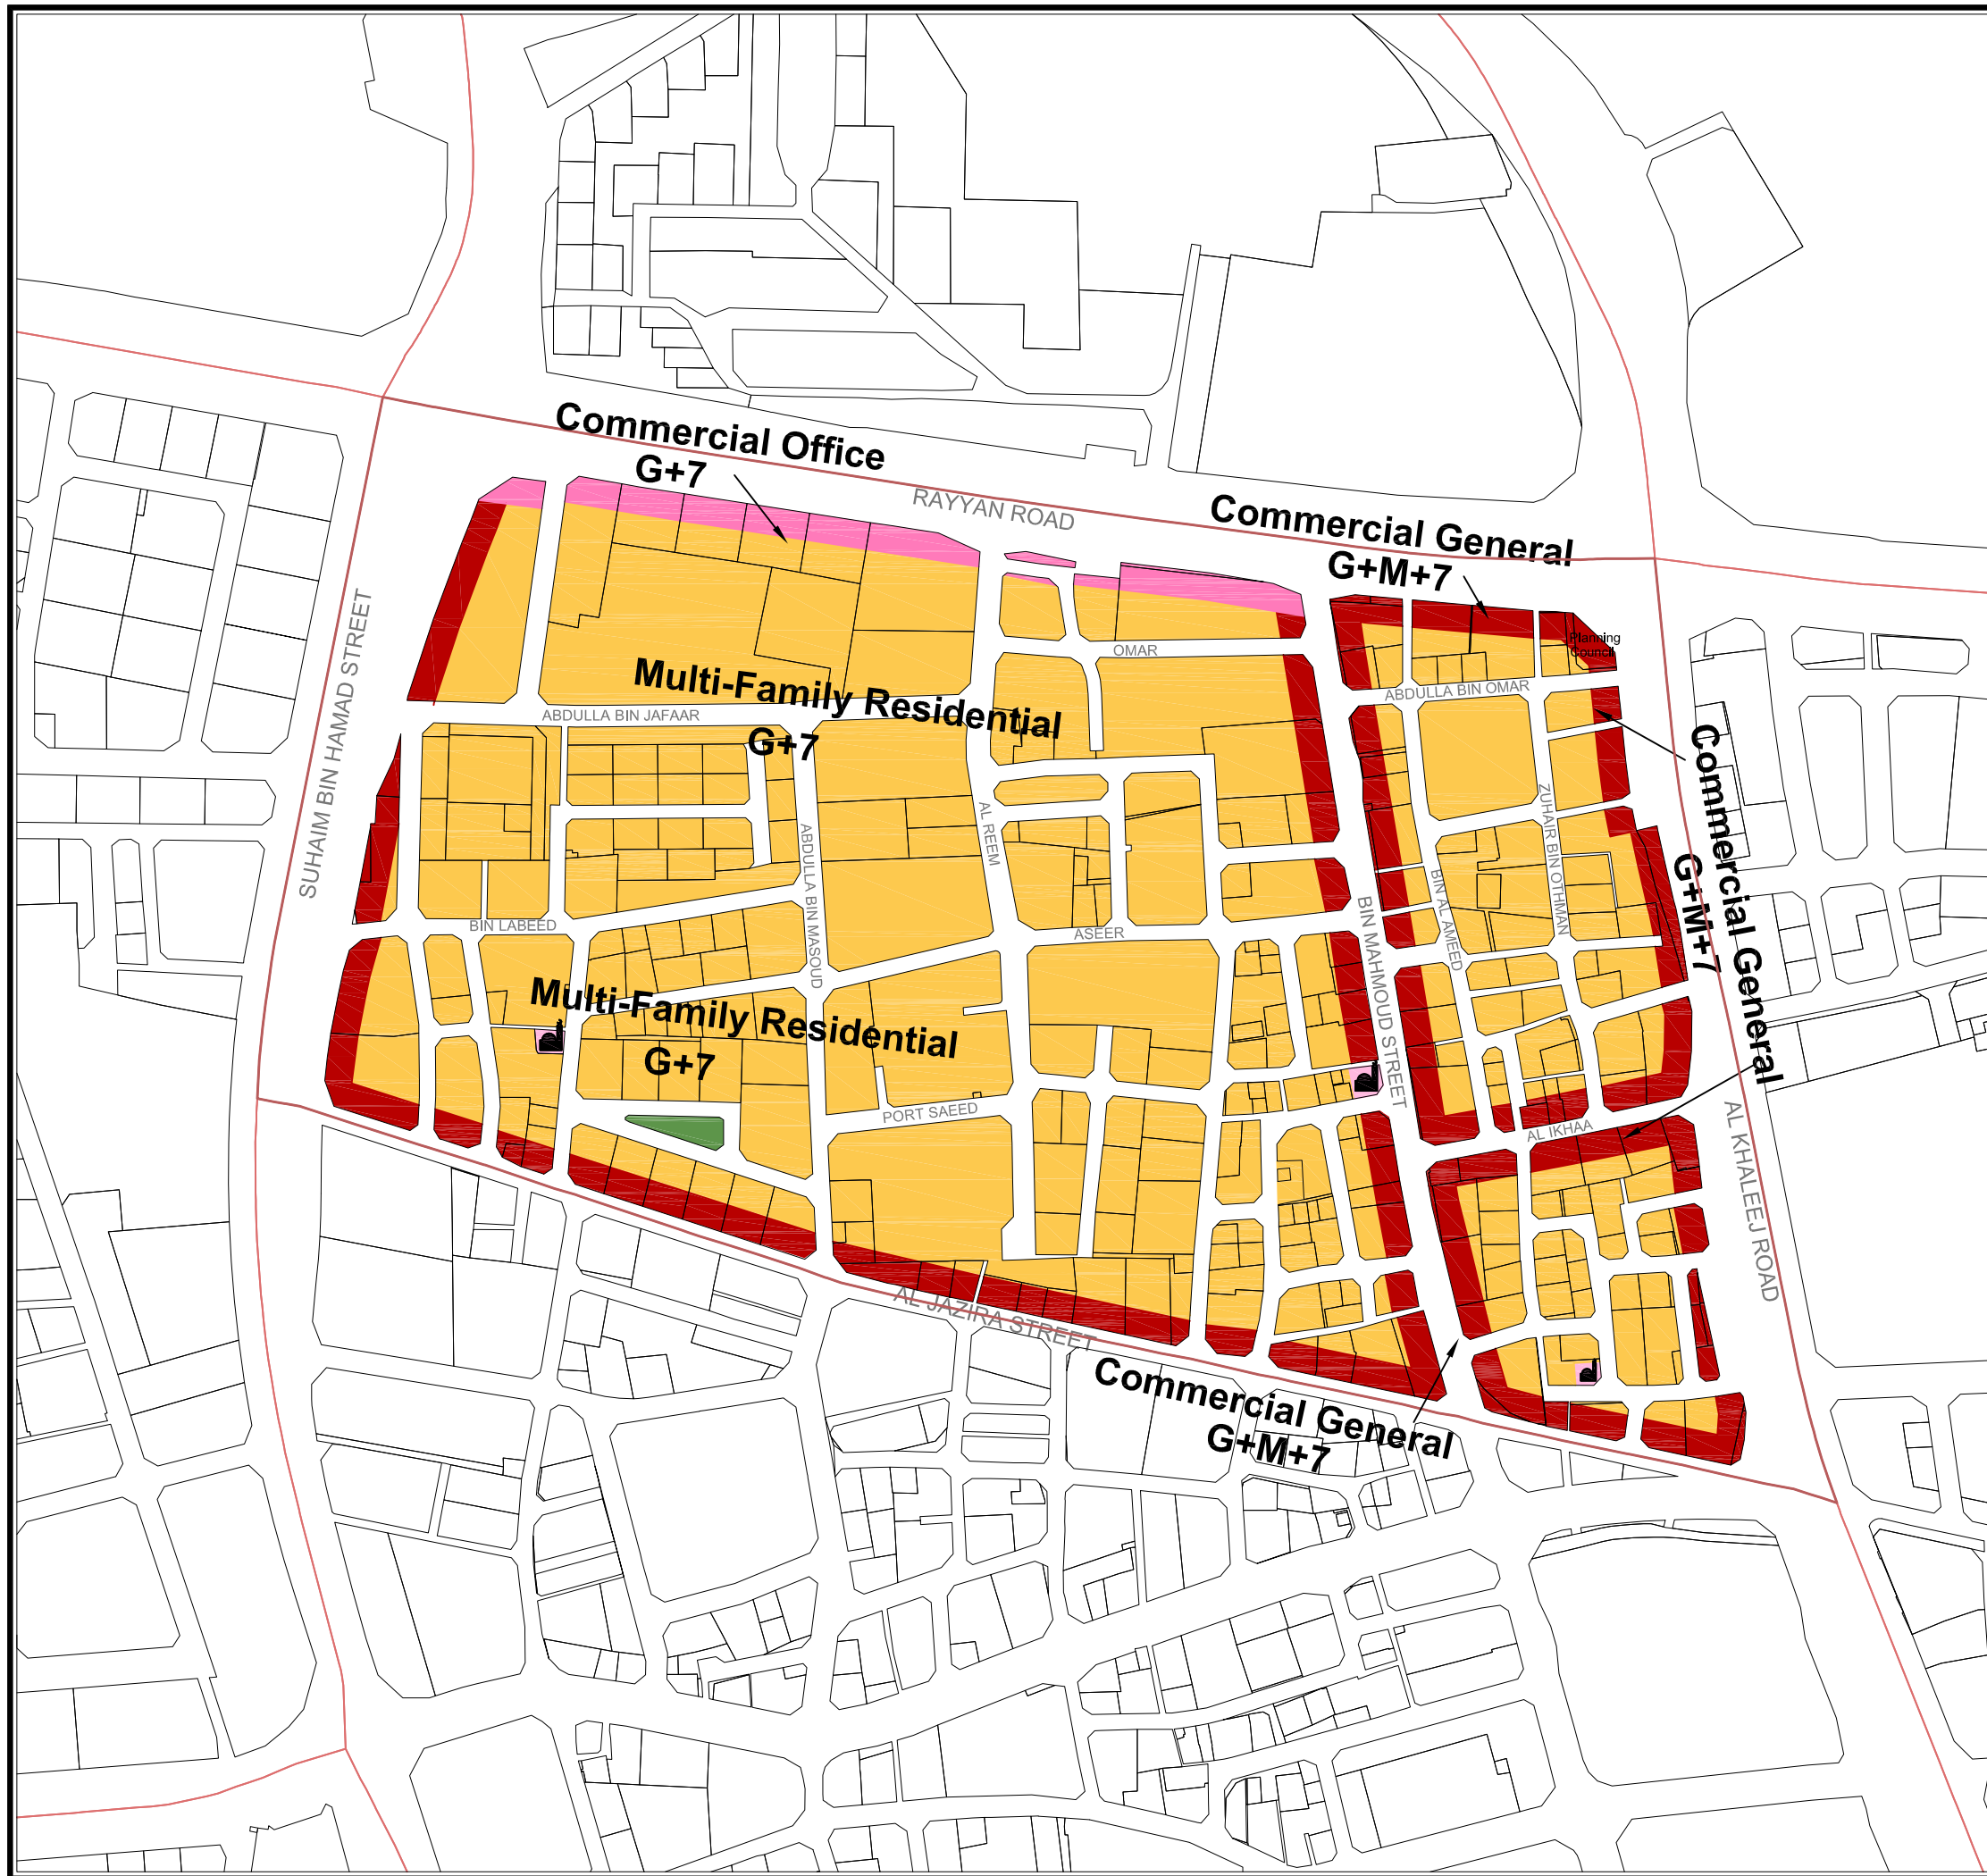 Commercial Office
G+7
RAYYAN ROAD
Commercial General
G+M+7
Planning
Council
OMAR
ABDULLA BIN OMAR
Multi-Family Residential
G+7
ABDULLA BIN JAFAAR
SUHAIM BIN HAMAD STREET
AL REEM
ABDULLA BIN MASOUD
ZUHAIR BIN OTHMAN
BIN AL AMEED
BIN MAHMOUD STREET
Commercial General
G+M+7
BIN LABEED
ASEER
Multi-Family Residential
G+7
PORT SAEED
AL IKHAA
AL KHALEEJ ROAD
AL JAZIRA STREET
Commercial General
G+M+7